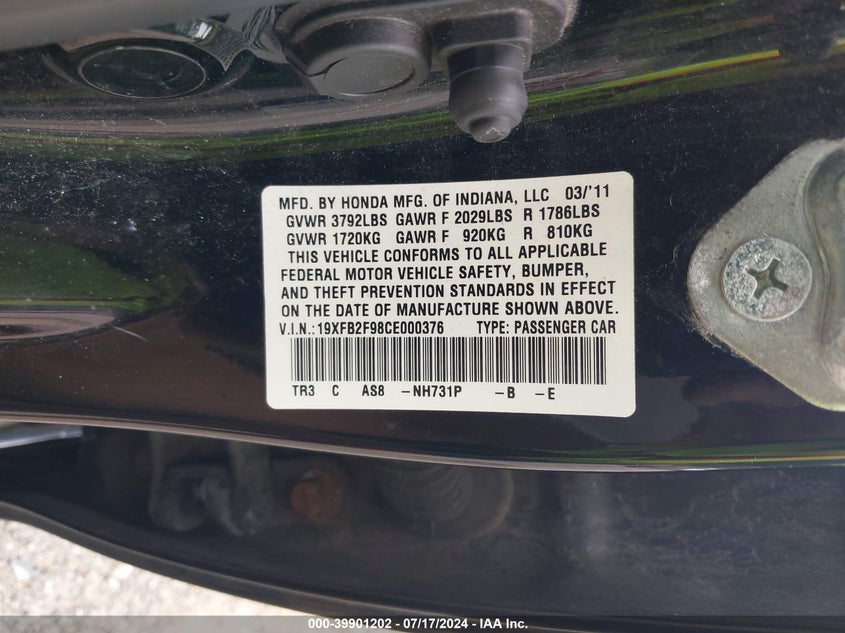 MFD. BY HONDA MFG. OF INDIANA, LLC 03/'11
GVWR 3792LBS GAWR F 2029LBS R 1786LBS
GVWR 1720KG GAWR F 920KG R 810KG
THIS VEHICLE CONFORMS TO ALL APPLICABLE
FEDERAL MOTOR VEHICLE SAFETY, BUMPER,
AND THEFT PREVENTION STANDARDS IN EFFECT
ON THE DATE OF MANUFACTURE SHOWN ABOVE.
V.I.N.:19XFB2F98CE000376 TYPE: PASSENGER CAR
TR3 C AS8 -NH731P -B -E
000-39901202 - 07/17/2024 - IAA Inc.